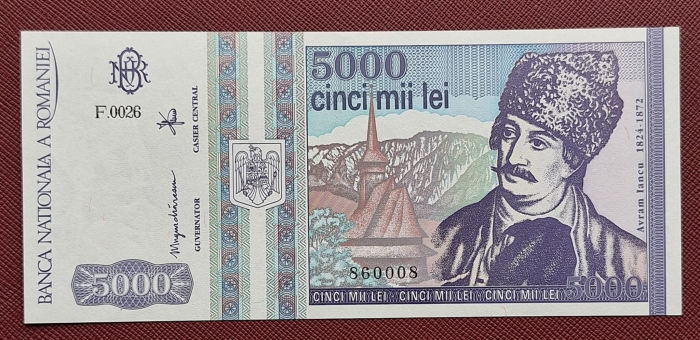 BANCA NATIONALA A ROMANIEI
BNR
F.0026
CASIER CENTRAL
GUVERNATOR
5000
5000
cinci mii lei
Avram Iancu 1824-1872
860008
CINCI MII LEI · CINCI MII LEI · CINCI MII LEI
5000